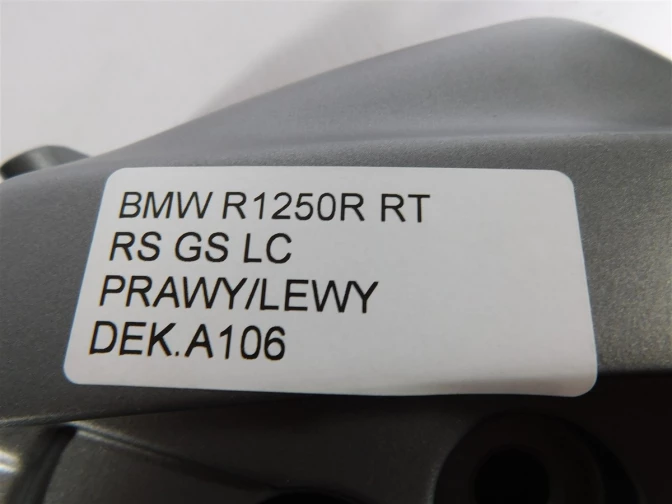 BMW R1250R RT
RS GS LC
PRAWY/LEWY
DEK.A106